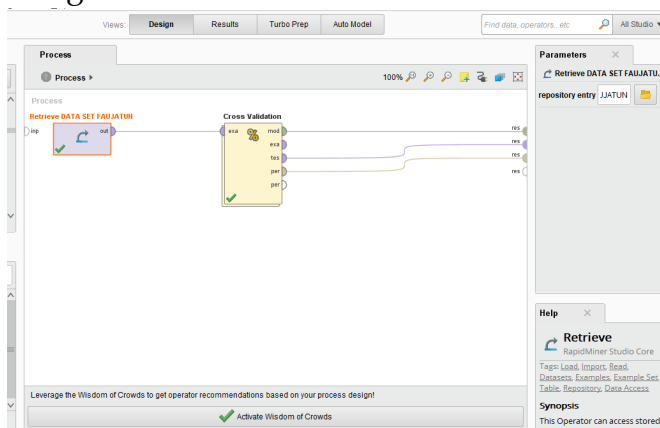 Views: Design Results Turbo Prep Auto Model Find data, operators...etc All Studio
Process
Process
100%
Process
Retrieve DATA SET FAUJATUN
inp out
Cross Validation
exa mod
exa
tes
per
per
res
res
res
res
Leverage the Wisdom of Crowds to get operator recommendations based on your process design!
Activate Wisdom of Crowds
Parameters
Retrieve DATA SET FAUJATU...
repository entry JJATUN
Help
Retrieve
RapidMiner Studio Core
Tags: Load, Import, Read,
Datasets, Examples, Example Set,
Table, Repository, Data Access
Synopsis
This Operator can access stored